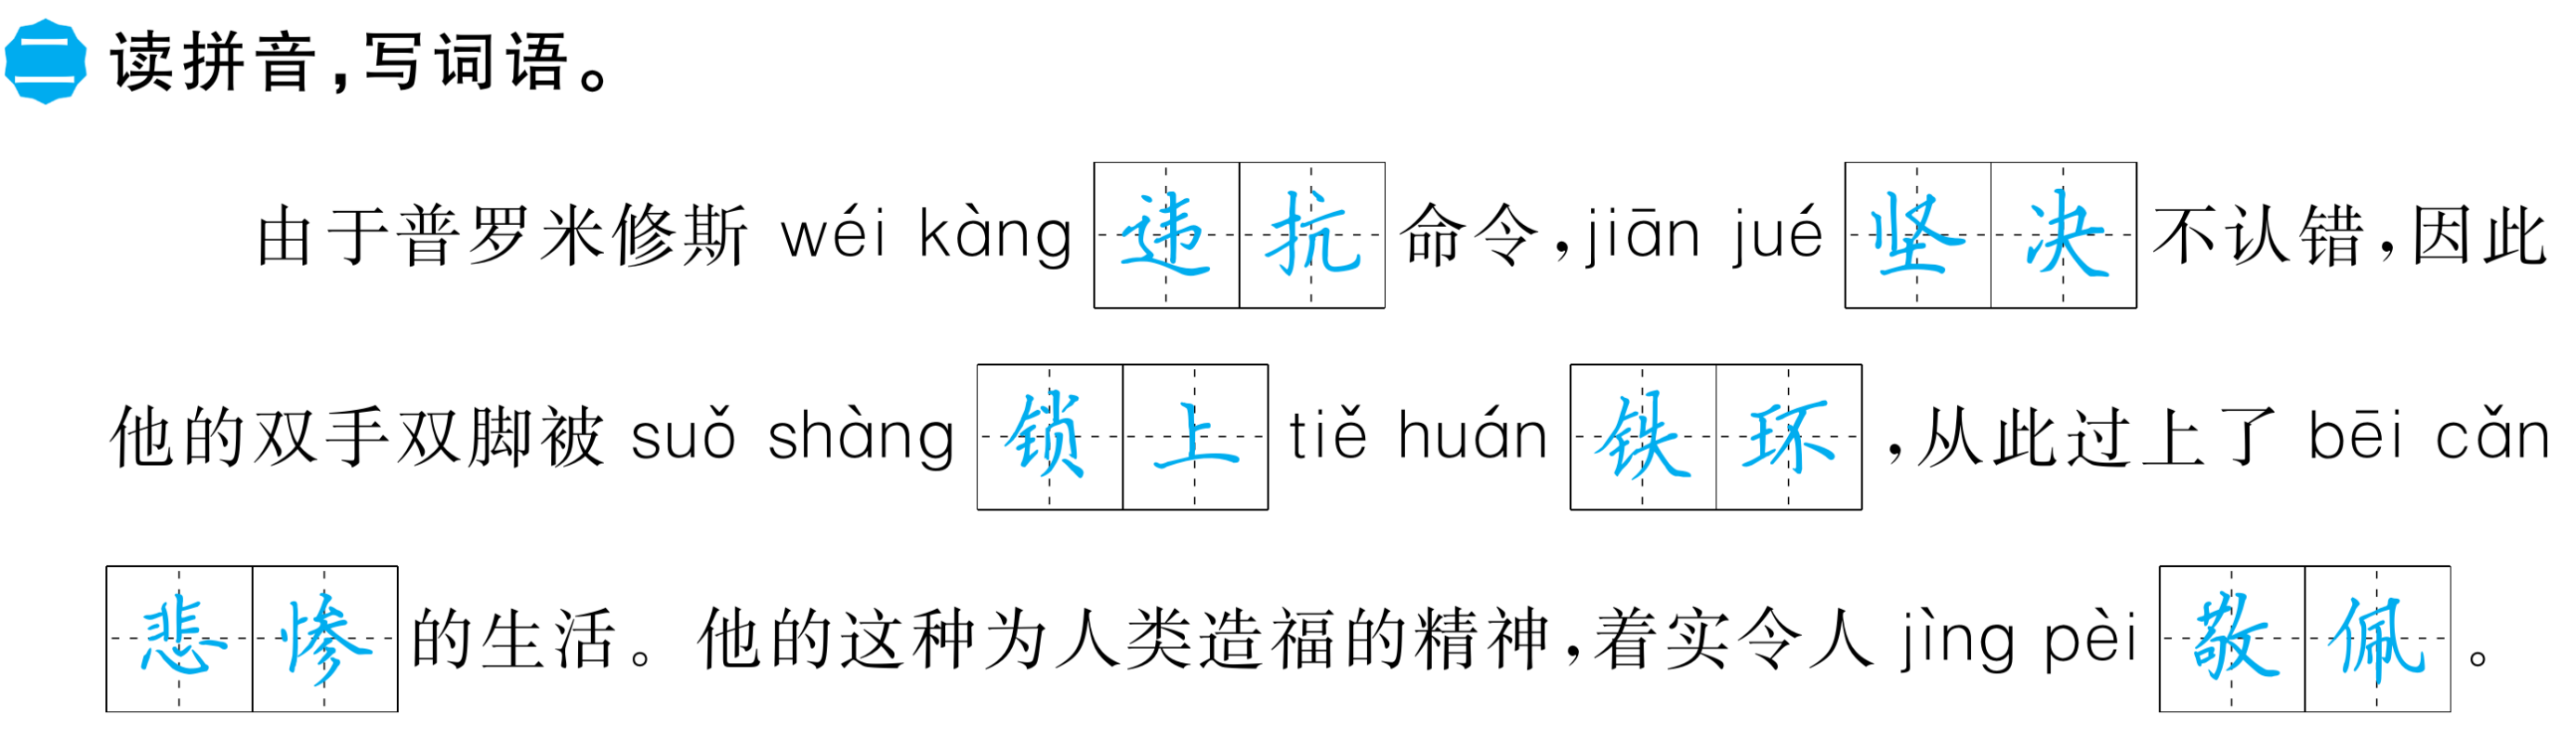 二 读拼音,写词语。
由于普罗米修斯 wéi kàng 违抗 命令,jiān jué 坚决 不认错,因此
他的双手双脚被 suǒ shàng 锁上 tiě huán 铁环 ,从此过上了 bēi cǎn
悲惨 的生活。他的这种为人类造福的精神,着实令人 jìng pèi 敬佩 。